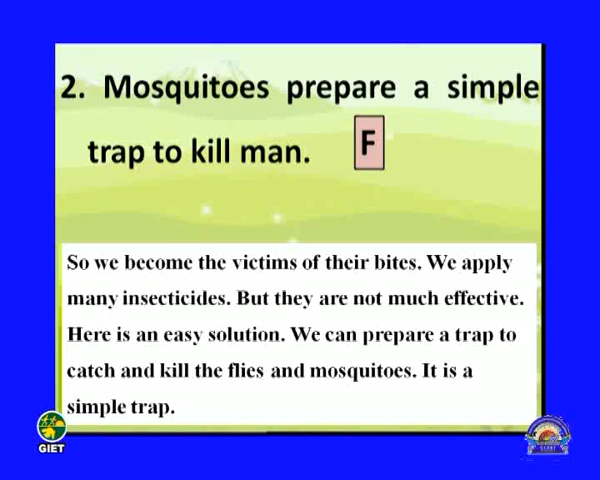 2. Mosquitoes prepare a simple
trap to kill man. F
So we become the victims of their bites. We apply
many insecticides. But they are not much effective.
Here is an easy solution. We can prepare a trap to
catch and kill the flies and mosquitoes. It is a
simple trap.
GIET